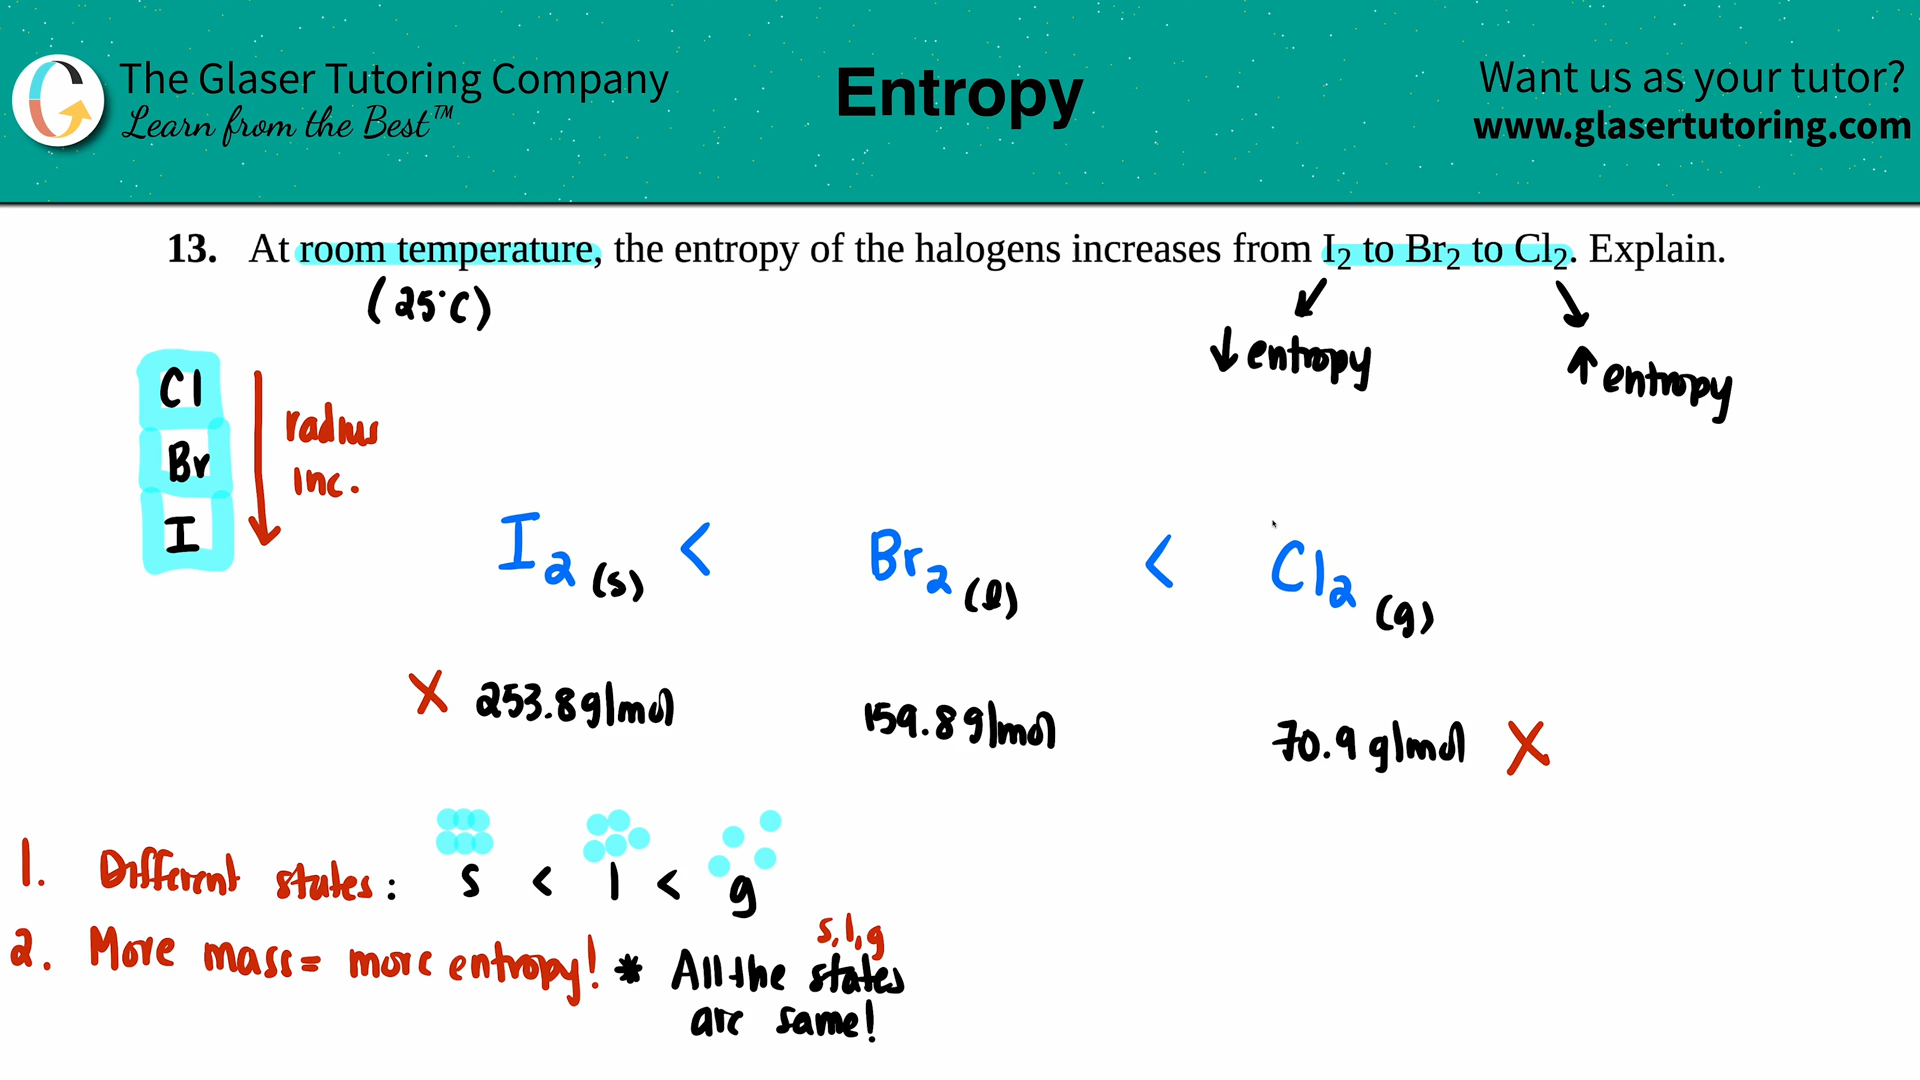 The Glaser Tutoring Company
Learn from the Best™
Entropy
Want us as your tutor?
www.glasertutoring.com
13. At room temperature, the entropy of the halogens increases from I₂ to Br₂ to Cl₂. Explain.
(25°C)
↓ entropy
↑ entropy
Cl
Br
I
radius
inc.
I₂(s) < Br₂(l) < Cl₂(g)
X 253.8g/mol 159.8g/mol 70.9g/mol X
1. Different states: s < l < g
s, l, g
2. More mass = more entropy! * All the states
are same!